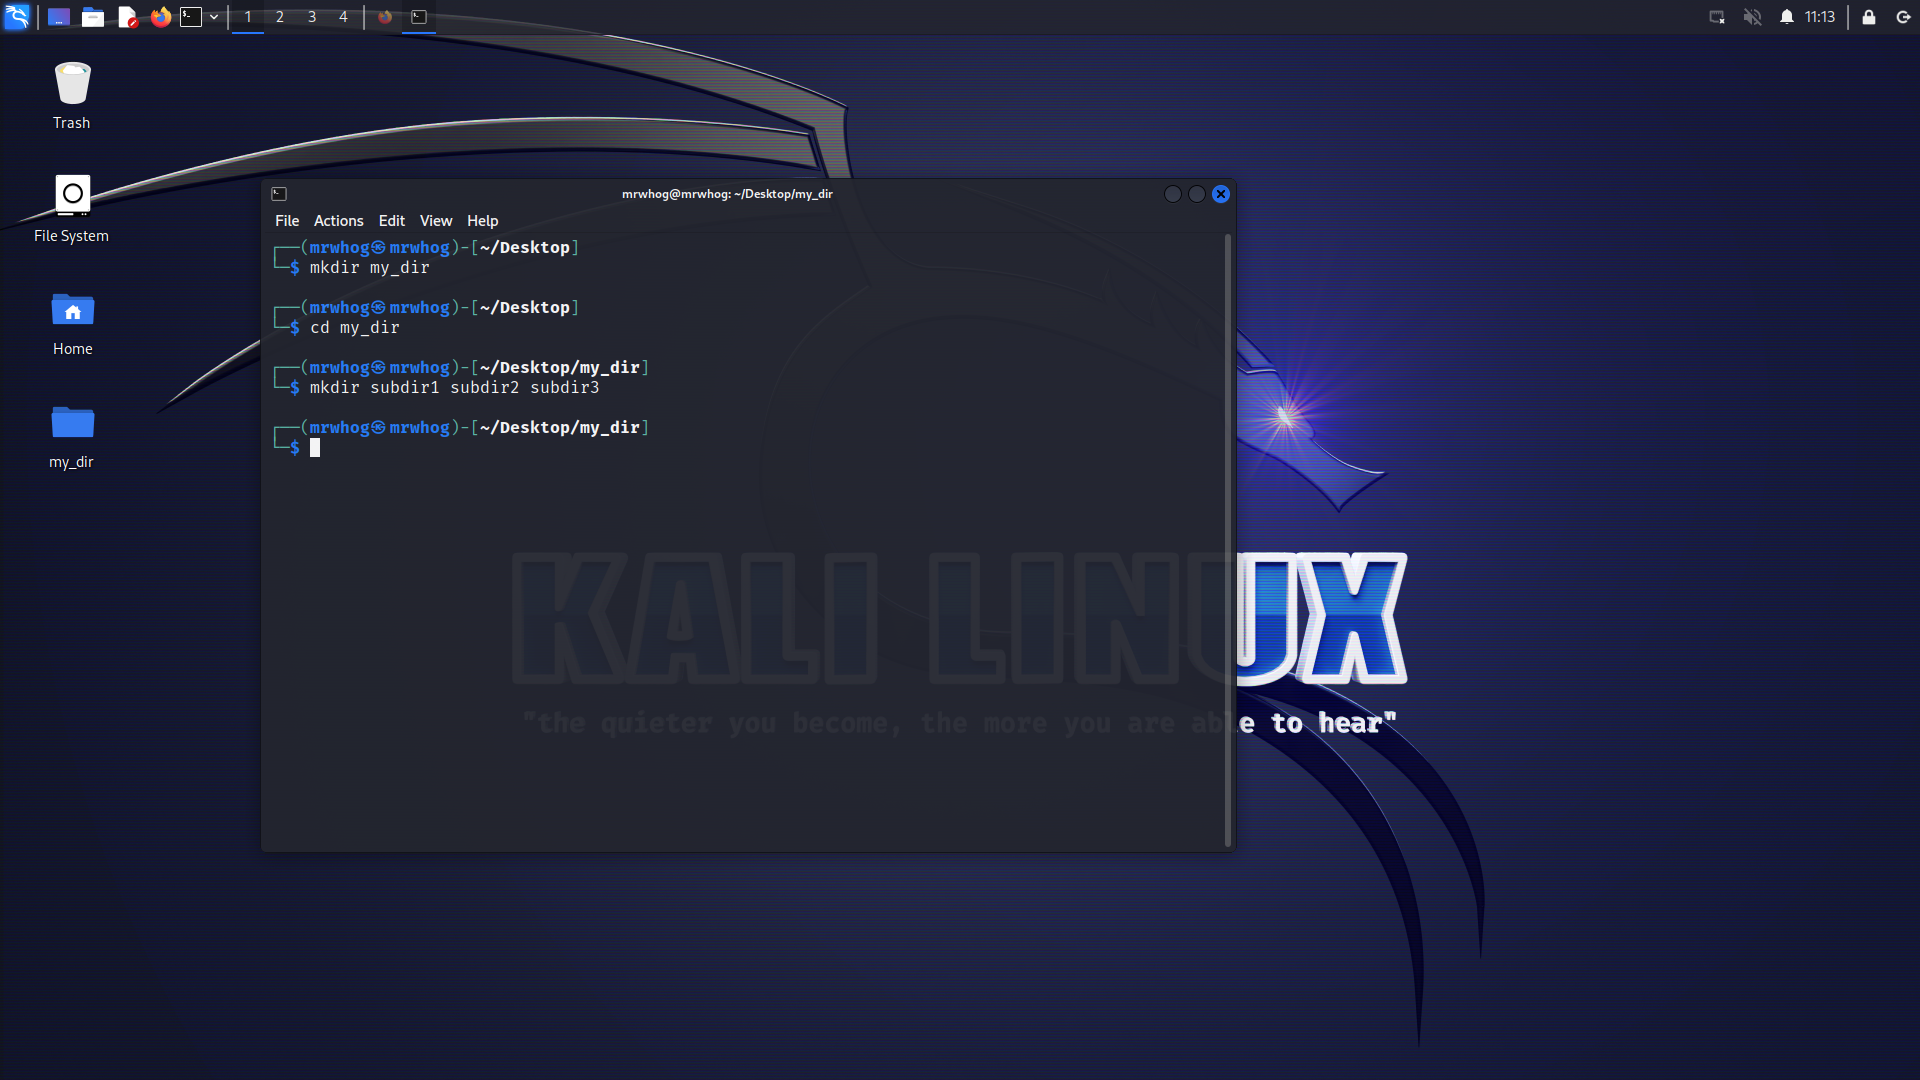 1 2 3 4 11:13
Trash
File System
Home
my_dir
mrwhog@mrwhog: ~/Desktop/my_dir
File Actions Edit View Help
┌──(mrwhog㉿mrwhog)-[~/Desktop]
└─$ mkdir my_dir
┌──(mrwhog㉿mrwhog)-[~/Desktop]
└─$ cd my_dir
┌──(mrwhog㉿mrwhog)-[~/Desktop/my_dir]
└─$ mkdir subdir1 subdir2 subdir3
┌──(mrwhog㉿mrwhog)-[~/Desktop/my_dir]
└─$
KALI LINUX
"the quieter you become, the more you are able to hear"